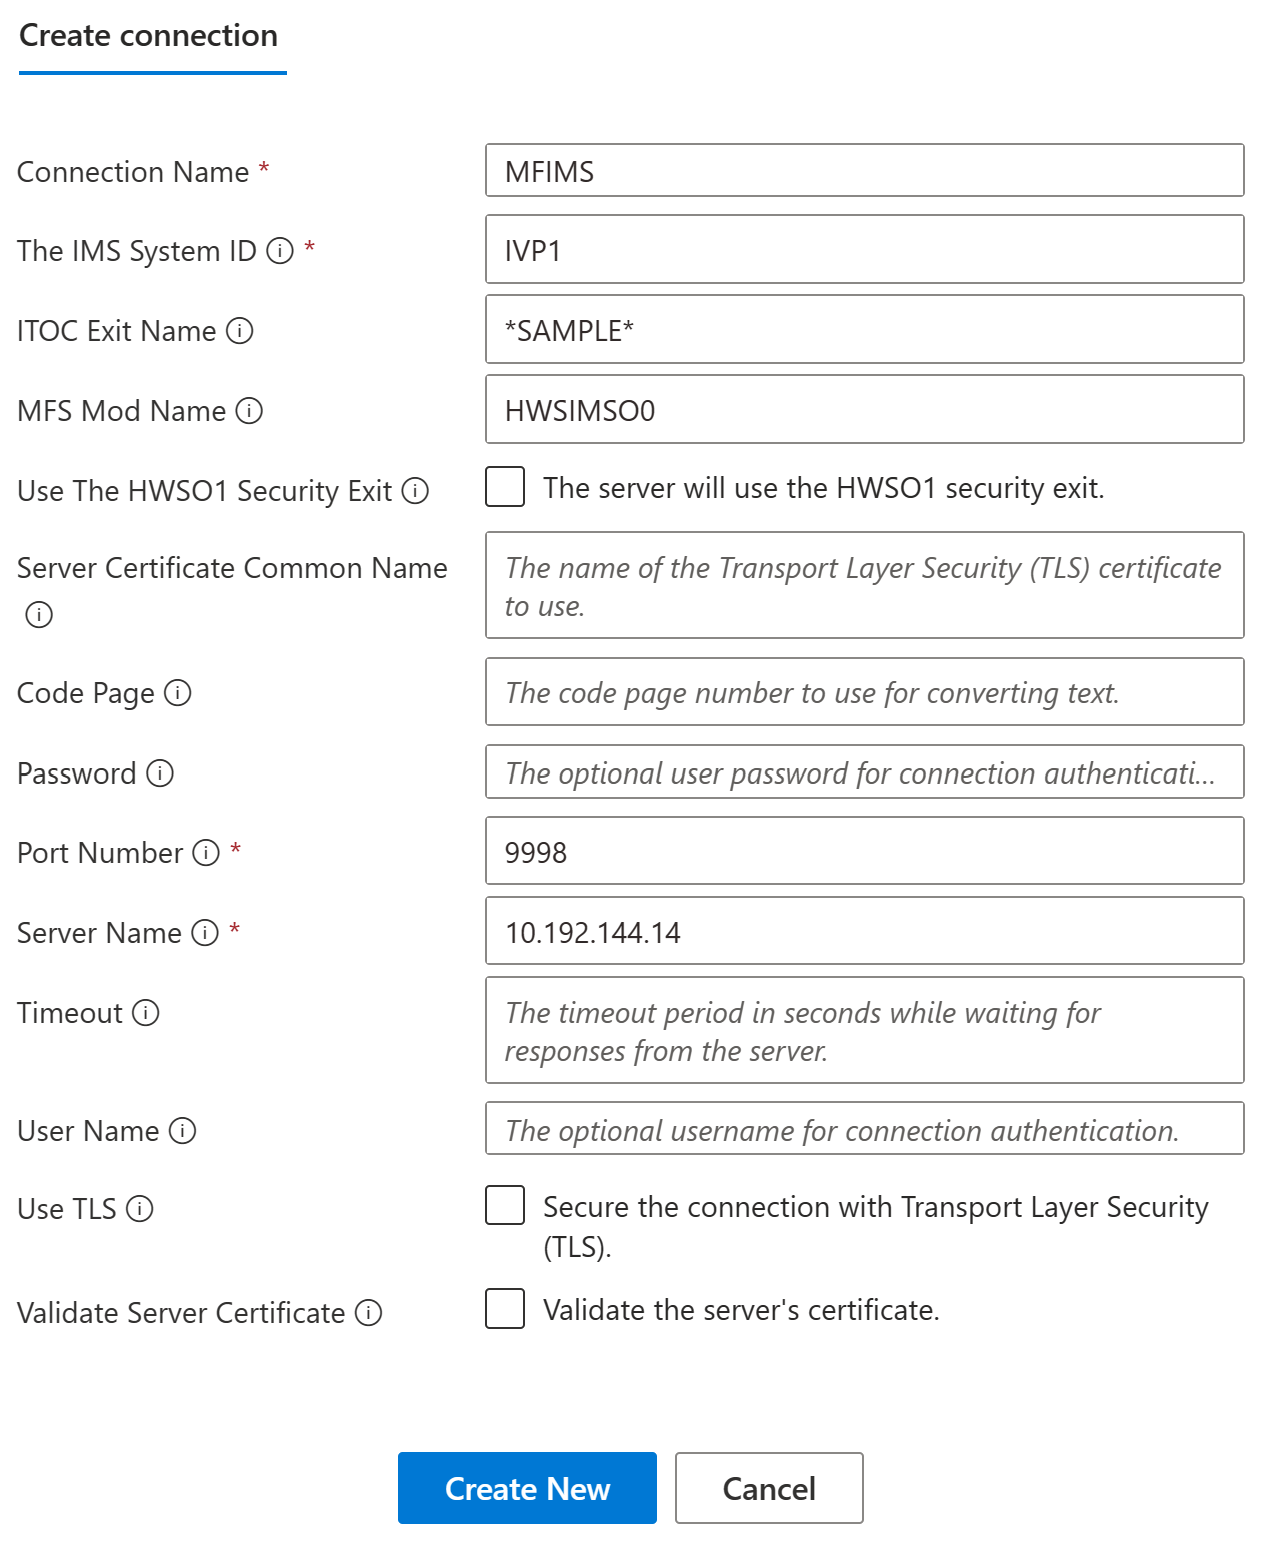 Create connection
Connection Name *
MFIMS
The IMS System ID ⓘ *
IVP1
ITOC Exit Name ⓘ
*SAMPLE*
MFS Mod Name ⓘ
HWSIMSO0
Use The HWSO1 Security Exit ⓘ
The server will use the HWSO1 security exit.
Server Certificate Common Name
ⓘ
The name of the Transport Layer Security (TLS) certificate
to use.
Code Page ⓘ
The code page number to use for converting text.
Password ⓘ
The optional user password for connection authenticati...
Port Number ⓘ *
9998
Server Name ⓘ *
10.192.144.14
Timeout ⓘ
The timeout period in seconds while waiting for
responses from the server.
User Name ⓘ
The optional username for connection authentication.
Use TLS ⓘ
Secure the connection with Transport Layer Security
(TLS).
Validate Server Certificate ⓘ
Validate the server's certificate.
Create New
Cancel